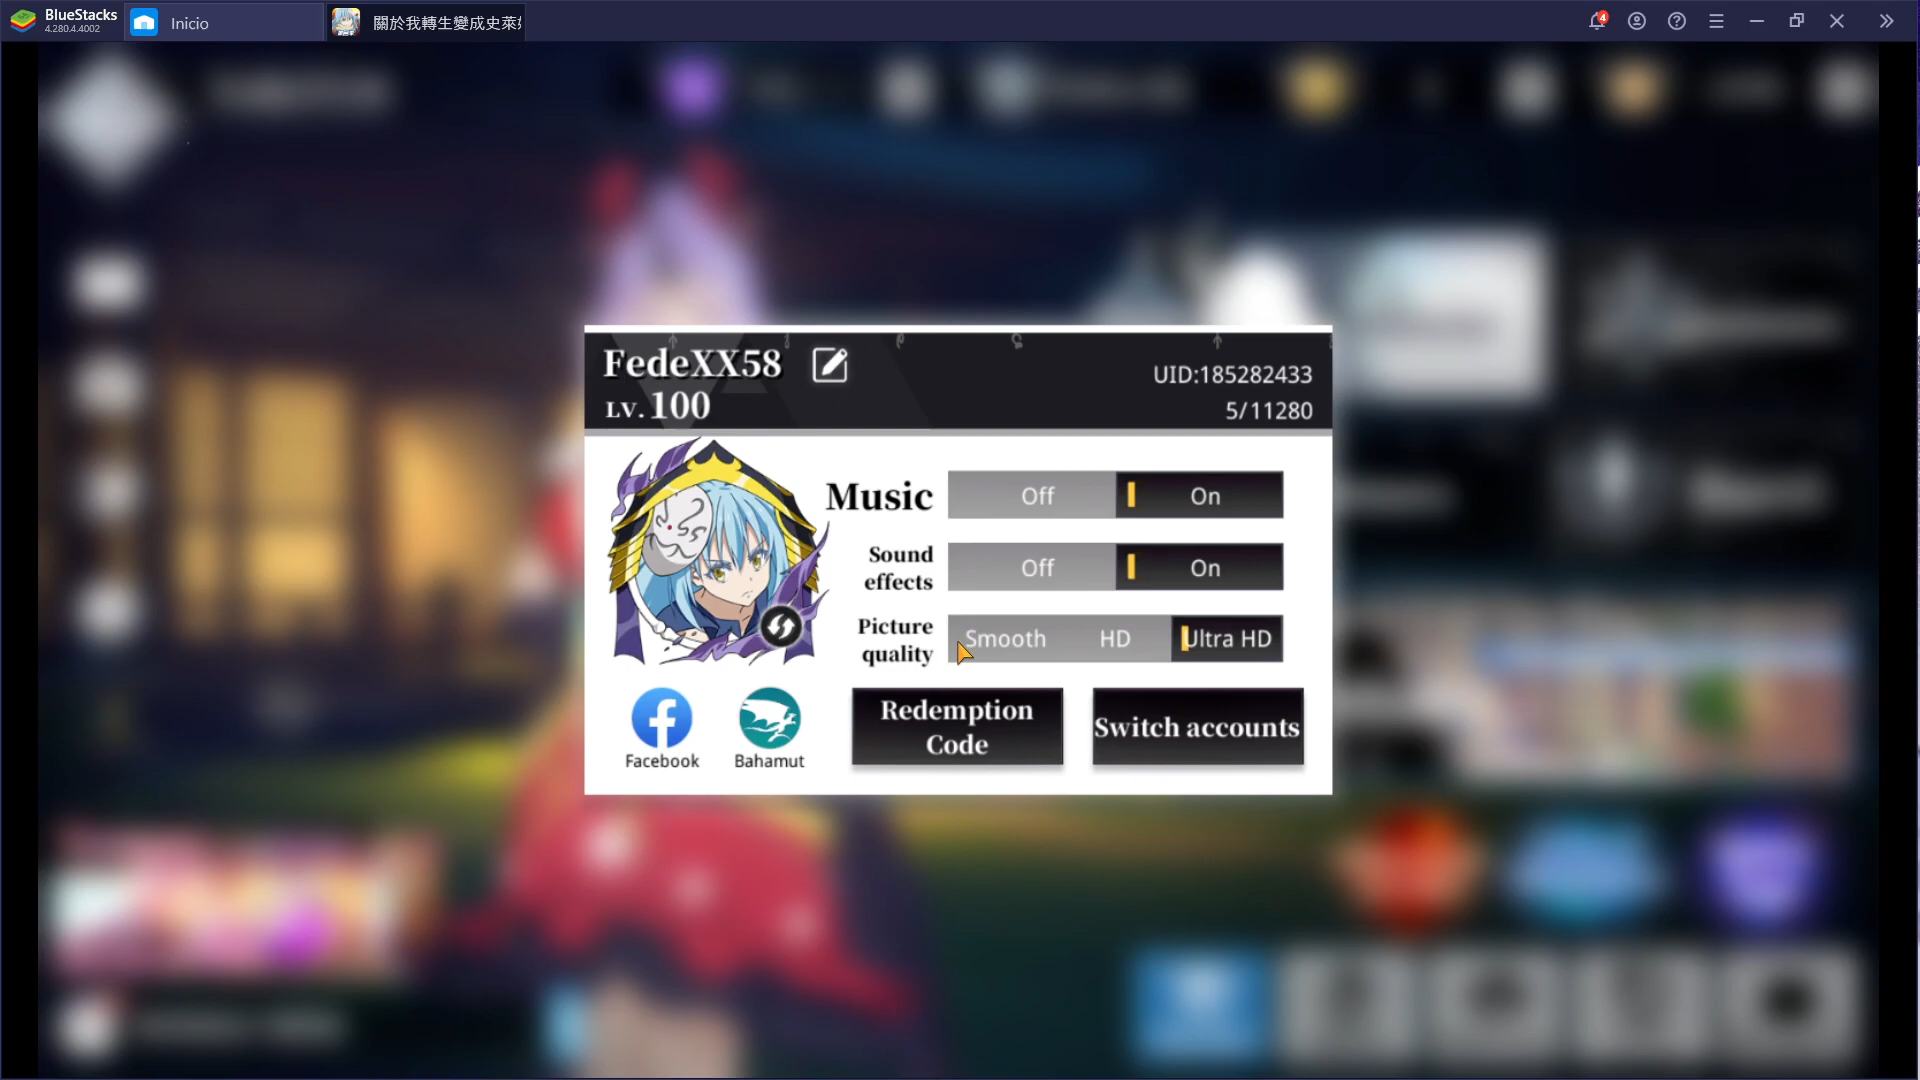 BlueStacks
4.280.4.4002
Inicio
關於我轉生變成史萊
4
FedeXX58
LV. 100
UID:185282433
5/11280
Music
Off
On
Sound
effects
Off
On
Picture
quality
Smooth
HD
Ultra HD
Facebook
Bahamut
Redemption
Code
Switch accounts